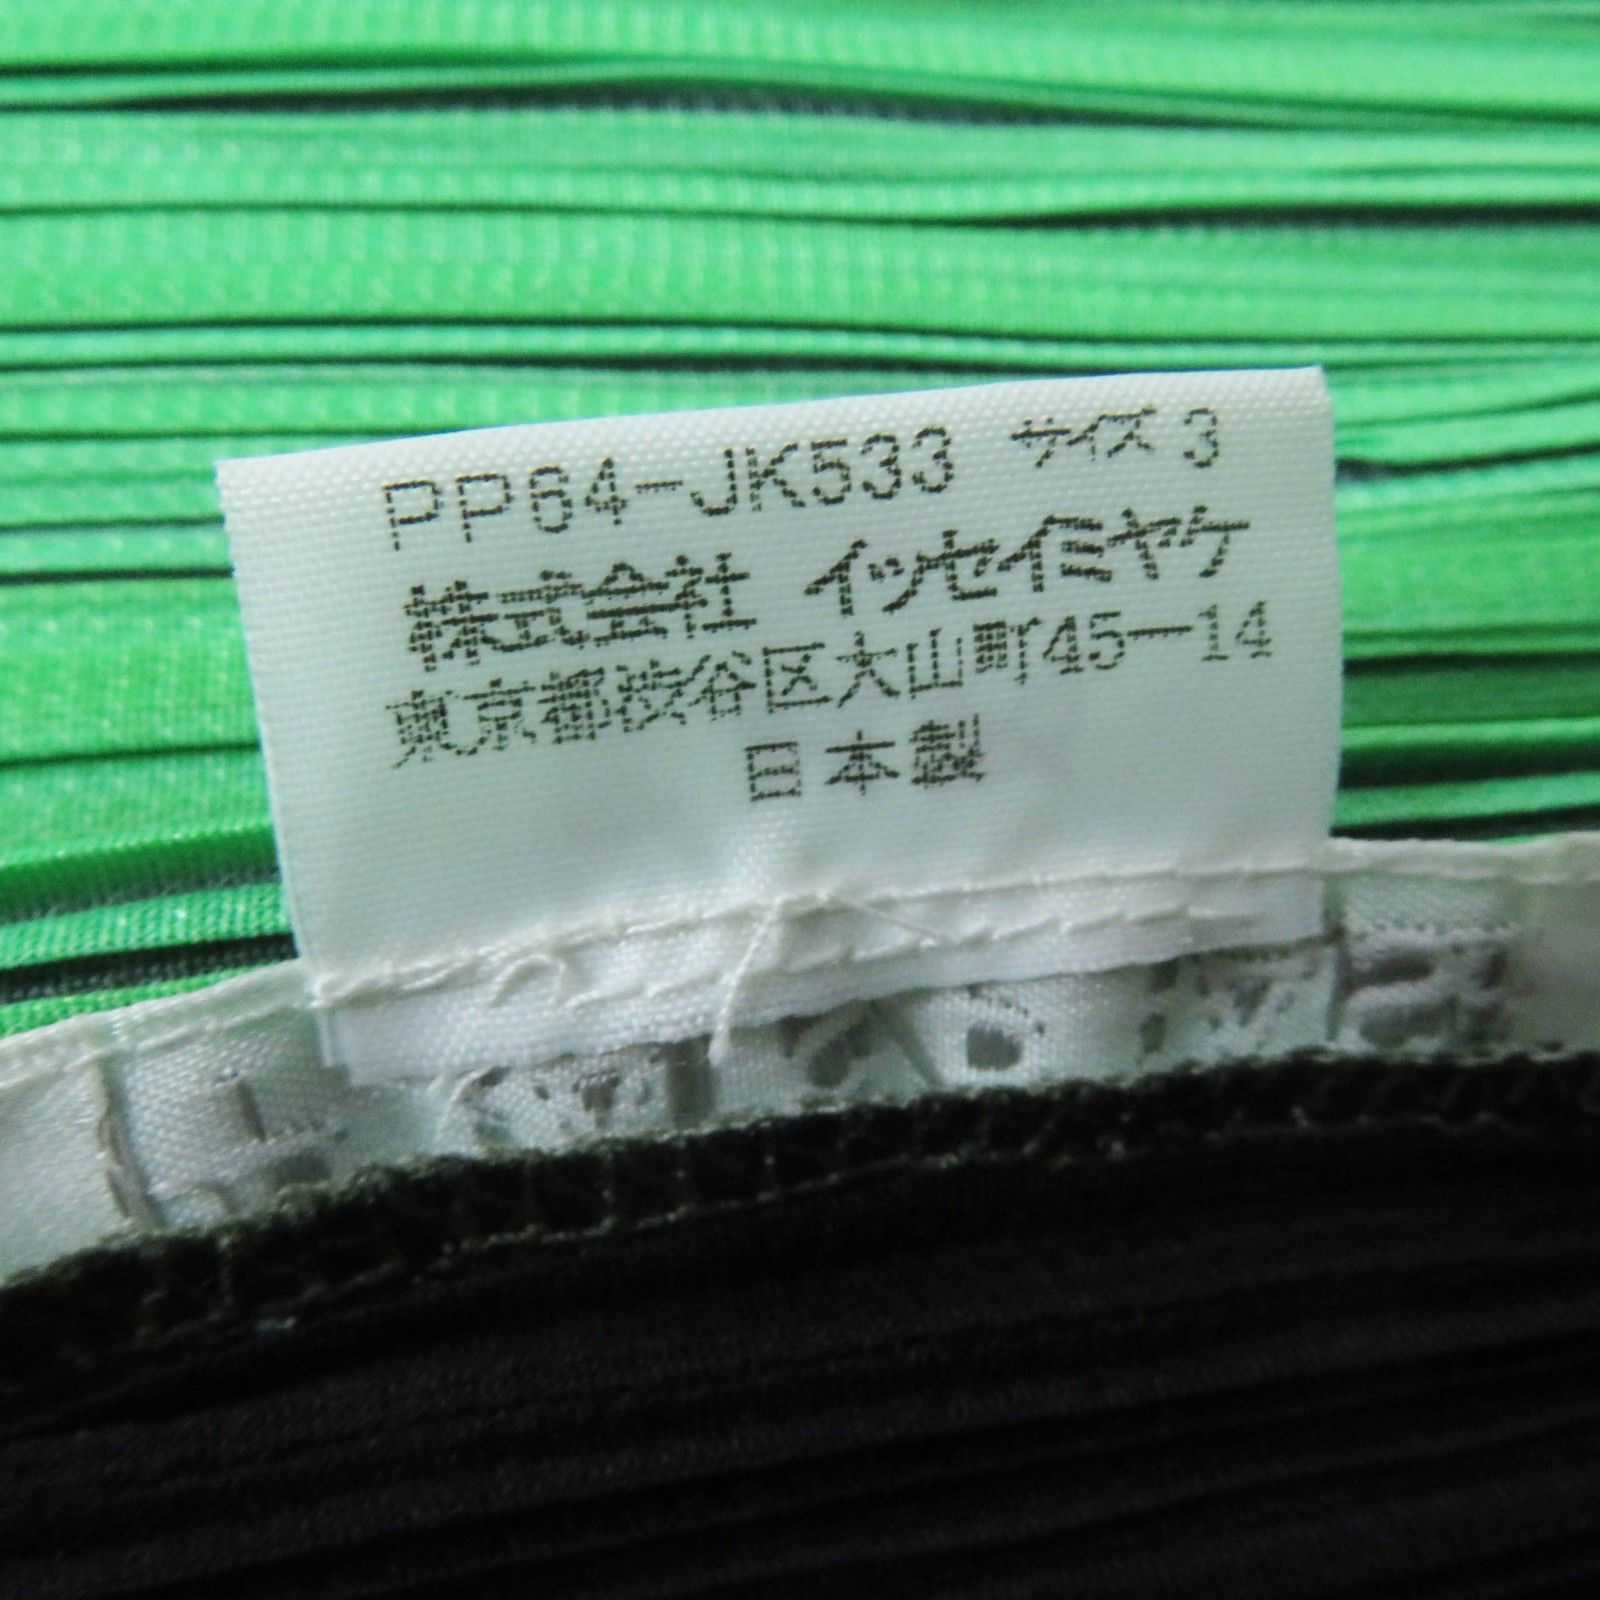 PP64-JK533 サイズ 3
株式会社 イッセイミヤケ
東京都渋谷区大山町45-14
日本製